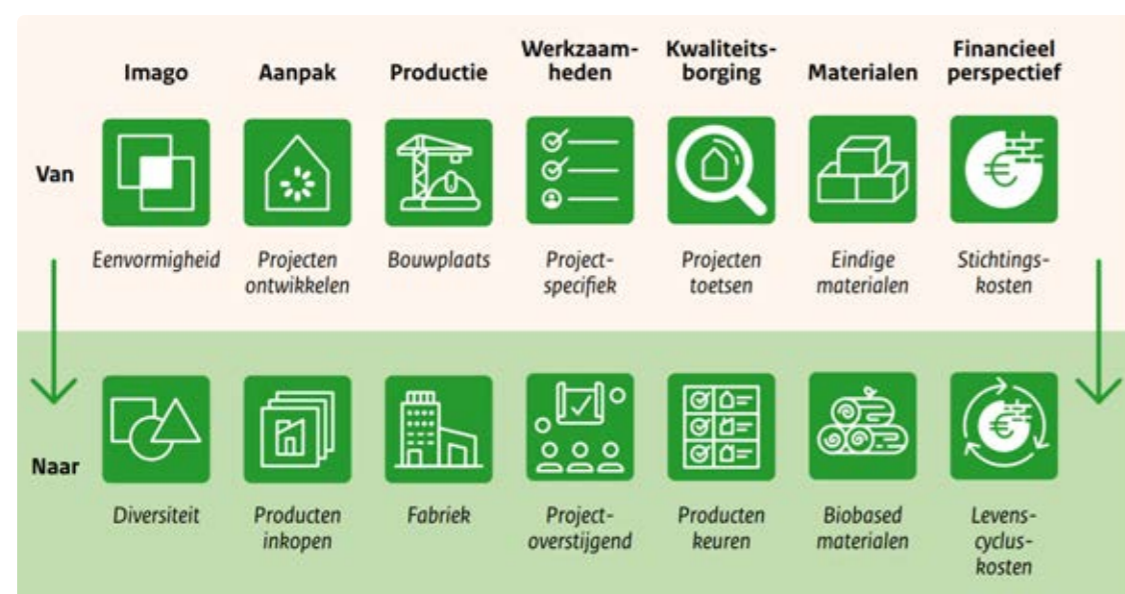 Imago
Aanpak
Productie
Werkzaam-
heden
Kwaliteits-
borging
Materialen
Financieel
perspectief
Van
Eenvormigheid
Projecten
ontwikkelen
Bouwplaats
Project-
specifiek
Projecten
toetsen
Eindige
materialen
Stichtings-
kosten
Naar
Diversiteit
Producten
inkopen
Fabriek
Project-
overstijgend
Producten
keuren
Biobased
materialen
Levens-
cyclus-
kosten